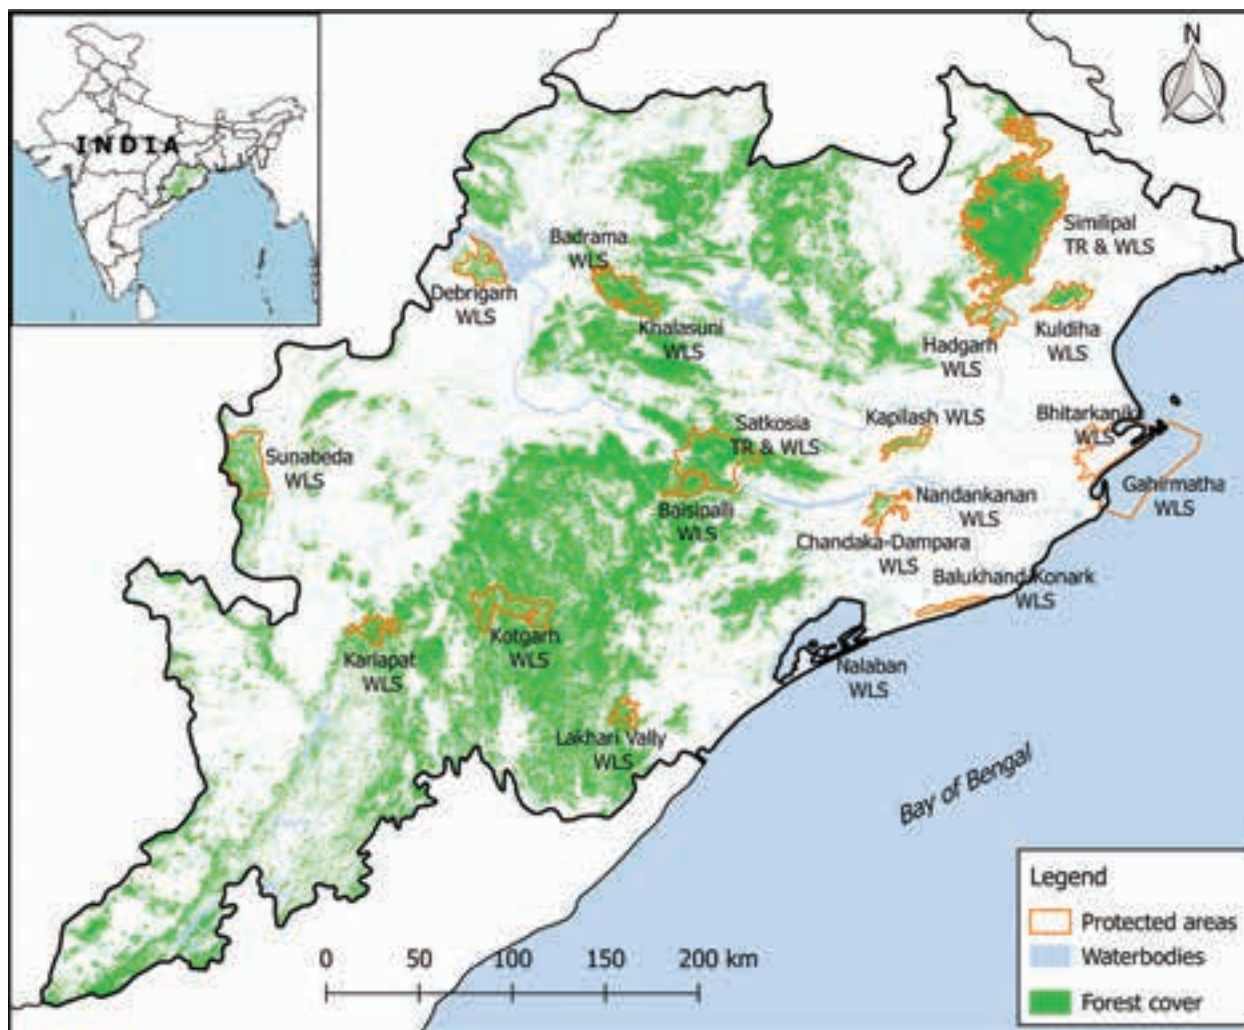 INDIA
N
Similipal
TR & WLS
Badrama
WLS
Debrigarh
WLS
Khalasuni
WLS
Hadgarh
WLS
Kuldiha
WLS
Satkosia
TR & WLS
Kapilash WLS
Bhitarkanika
WLS
Sunabeda
WLS
Baisipalli
WLS
Nandankanan
WLS
Gahirmatha
WLS
Chandaka-Dampara
WLS
Balukhand Konark
WLS
Karlapat
WLS
Kotgarh
WLS
Nalaban
WLS
Lakhari Vally
WLS
Bay of Bengal
Legend
Protected areas
Waterbodies
Forest cover
0 50 100 150 200 km